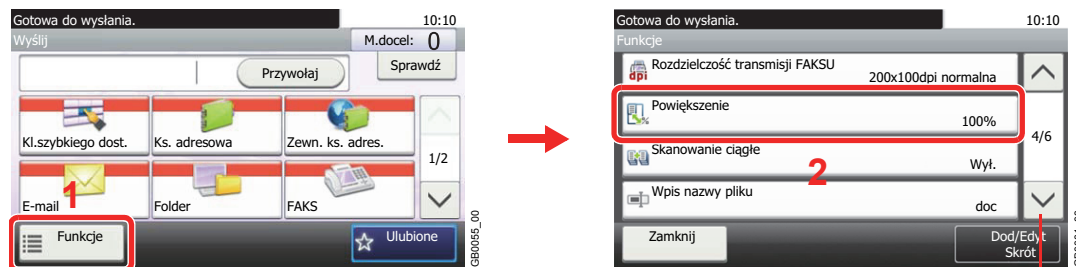 Gotowa do wysłania. 10:10
Wyślij M.docel: 0
Przywołaj Sprawdź
Kl.szybkiego dost. Ks. adresowa Zewn. ks. adres.
1/2
1
E-mail Folder FAKS
Funkcje Ulubione
GB0055_00
Gotowa do wysłania. 10:10
Funkcje
dpi Rozdzielczość transmisji FAKSU
200x100dpi normalna
Powiększenie
100%
4/6
Skanowanie ciągłe
Wył.
2
Wpis nazwy pliku
doc
Zamknij Dod/Edyt
Skrót